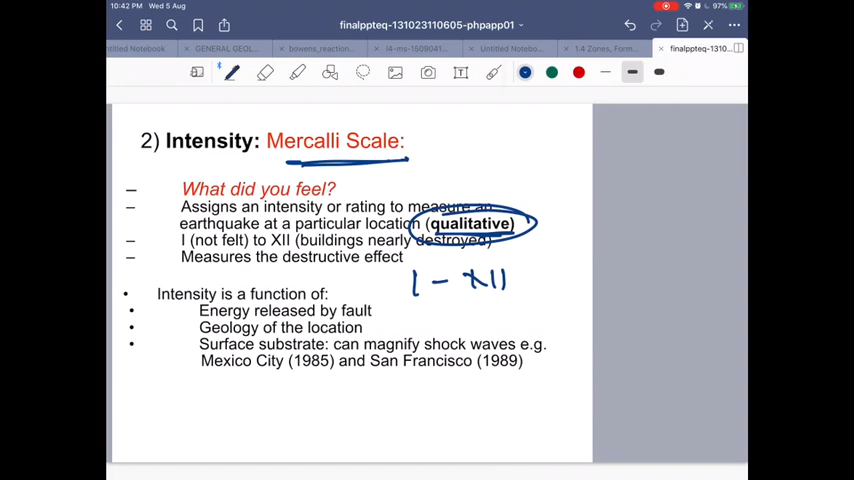 10:42 PM Wed 5 Aug
97%
finalppteq-131023110605-phpapp01
ntitled Notebook
GENERAL GEOL
bowens_reaction
l4-ms-1509041
Untitled Notebo...
1.4 Zones, Form...
finalppteq-1310
2) Intensity: Mercalli Scale:
– What did you feel?
– Assigns an intensity or rating to measure an
earthquake at a particular location (qualitative)
– I (not felt) to XII (buildings nearly destroyed)
– Measures the destructive effect
I – XII
• Intensity is a function of:
• Energy released by fault
• Geology of the location
• Surface substrate: can magnify shock waves e.g.
Mexico City (1985) and San Francisco (1989)